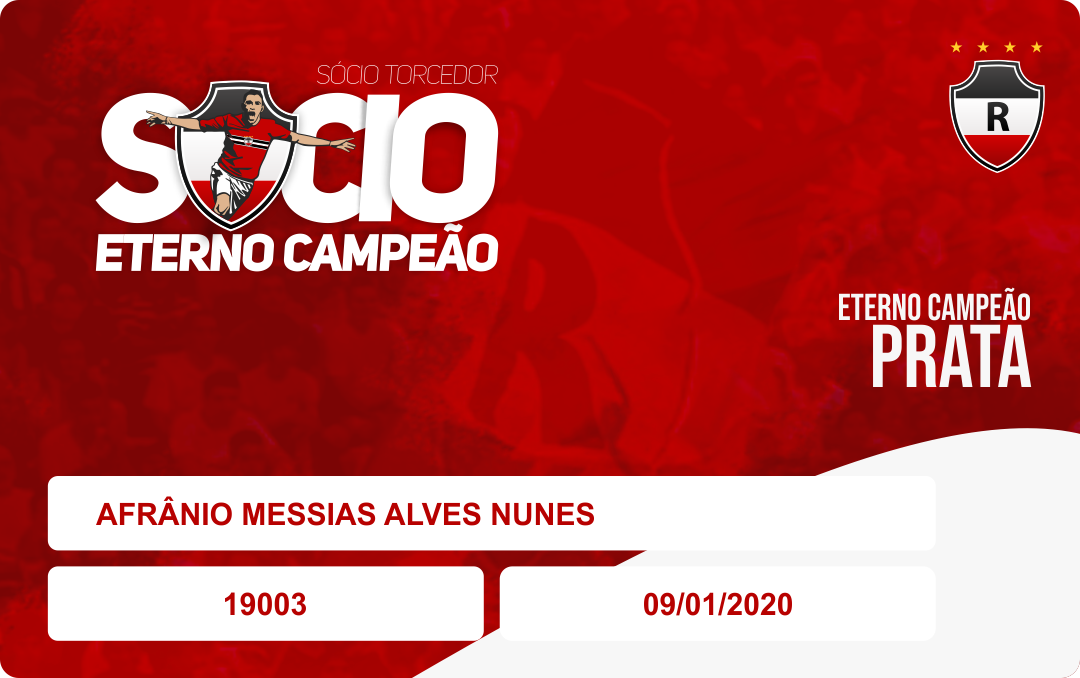 SÓCIO TORCEDOR
SÓCIO
ETERNO CAMPEÃO
R
ETERNO CAMPEÃO
PRATA
AFRÂNIO MESSIAS ALVES NUNES
19003
09/01/2020